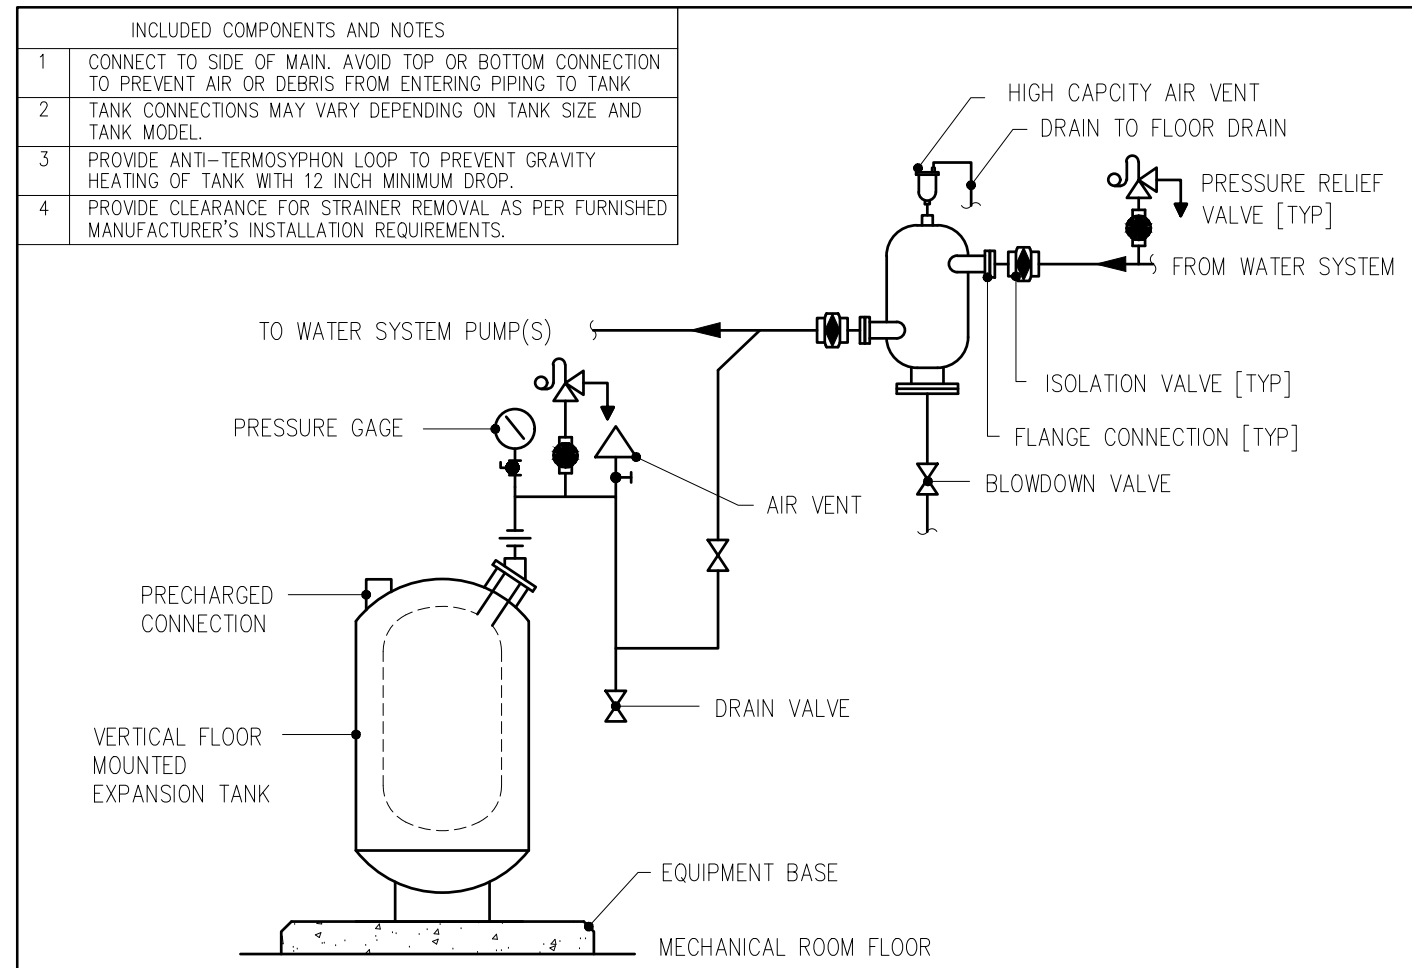 INCLUDED COMPONENTS AND NOTES
1 CONNECT TO SIDE OF MAIN. AVOID TOP OR BOTTOM CONNECTION
TO PREVENT AIR OR DEBRIS FROM ENTERING PIPING TO TANK
2 TANK CONNECTIONS MAY VARY DEPENDING ON TANK SIZE AND
TANK MODEL.
3 PROVIDE ANTI-TERMOSYPHON LOOP TO PREVENT GRAVITY
HEATING OF TANK WITH 12 INCH MINIMUM DROP.
4 PROVIDE CLEARANCE FOR STRAINER REMOVAL AS PER FURNISHED
MANUFACTURER'S INSTALLATION REQUIREMENTS.
HIGH CAPCITY AIR VENT
DRAIN TO FLOOR DRAIN
PRESSURE RELIEF
VALVE [TYP]
FROM WATER SYSTEM
TO WATER SYSTEM PUMP(S)
ISOLATION VALVE [TYP]
PRESSURE GAGE
FLANGE CONNECTION [TYP]
BLOWDOWN VALVE
AIR VENT
PRECHARGED
CONNECTION
DRAIN VALVE
VERTICAL FLOOR
MOUNTED
EXPANSION TANK
EQUIPMENT BASE
MECHANICAL ROOM FLOOR